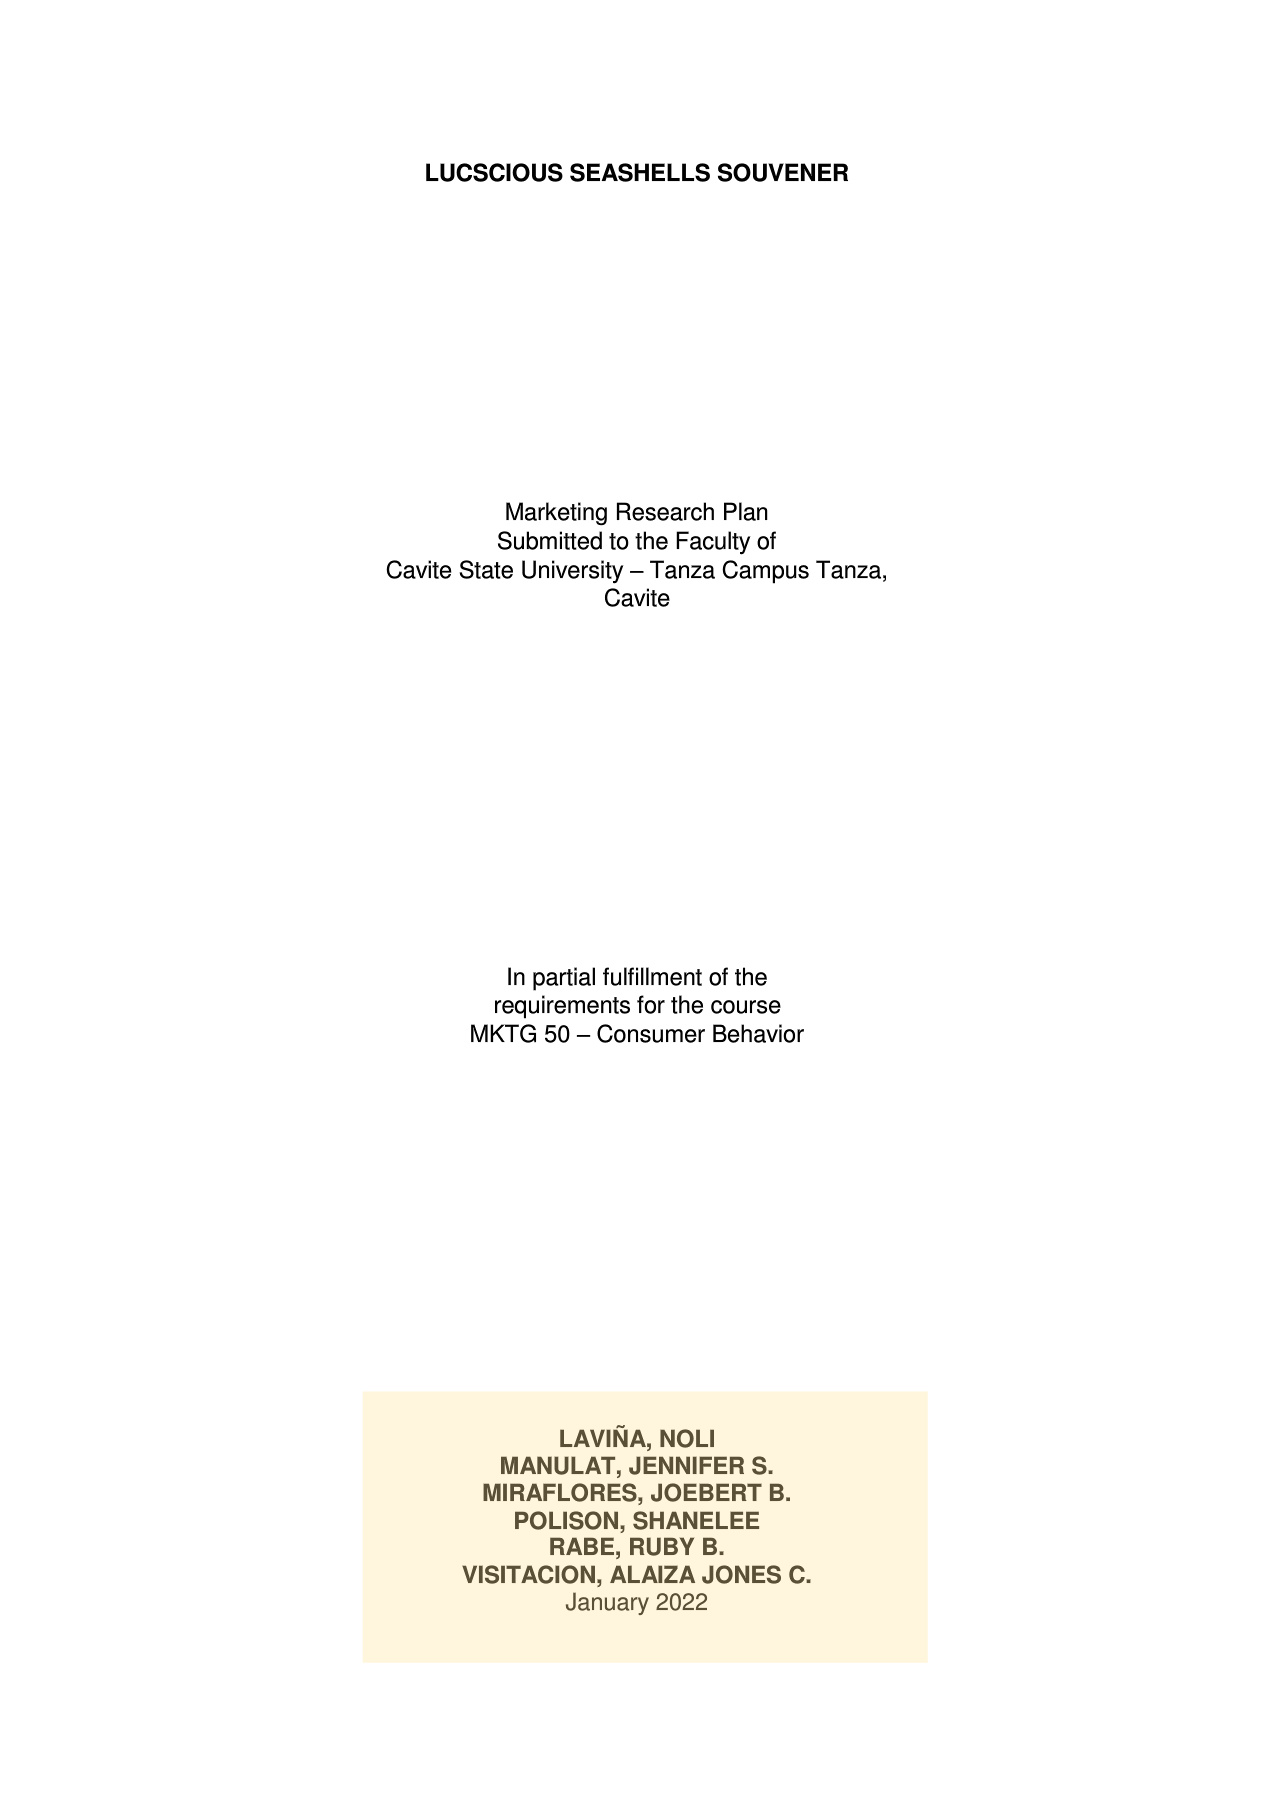 LUCSCIOUS SEASHELLS SOUVENER
Marketing Research Plan
Submitted to the Faculty of
Cavite State University – Tanza Campus Tanza,
Cavite
In partial fulfillment of the
requirements for the course
MKTG 50 – Consumer Behavior
LAVIÑA, NOLI
MANULAT, JENNIFER S.
MIRAFLORES, JOEBERT B.
POLISON, SHANELEE
RABE, RUBY B.
VISITACION, ALAIZA JONES C.
January 2022